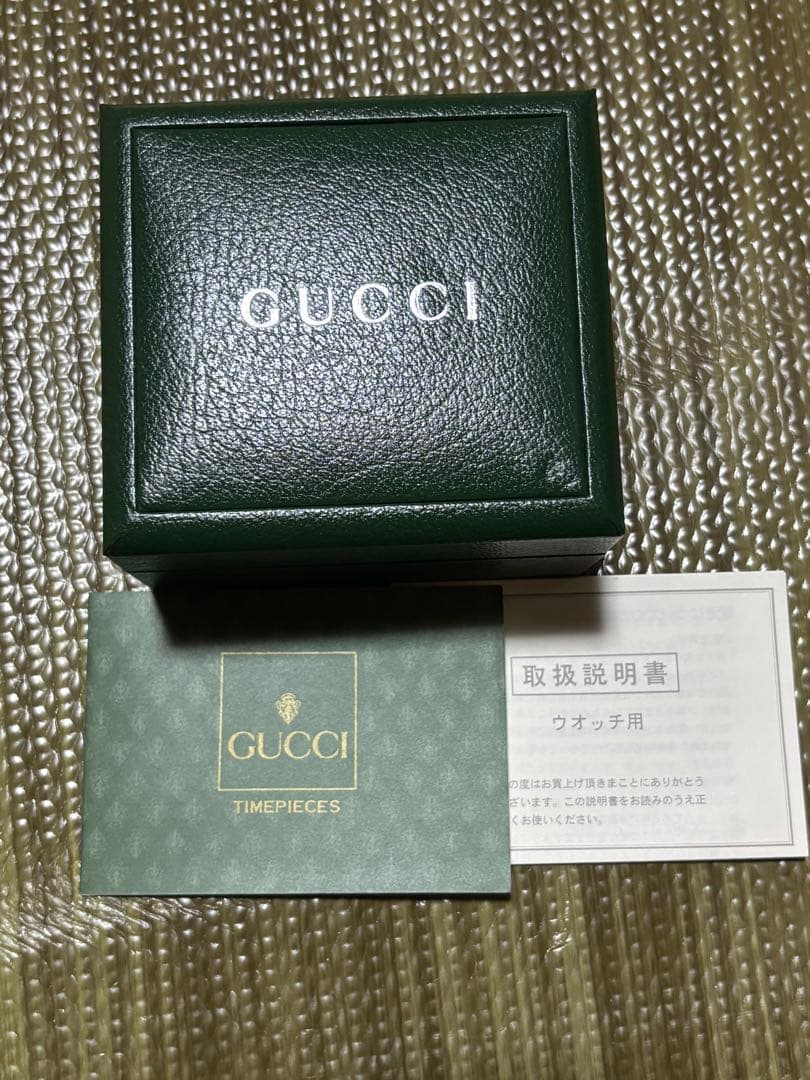 GUCCI
GUCCI
TIMEPIECES
取扱説明書
ウオッチ用
の度はお買上げ頂きまことにありがとう
ざいます。この説明書をお読みのうえ正
くお使いください。